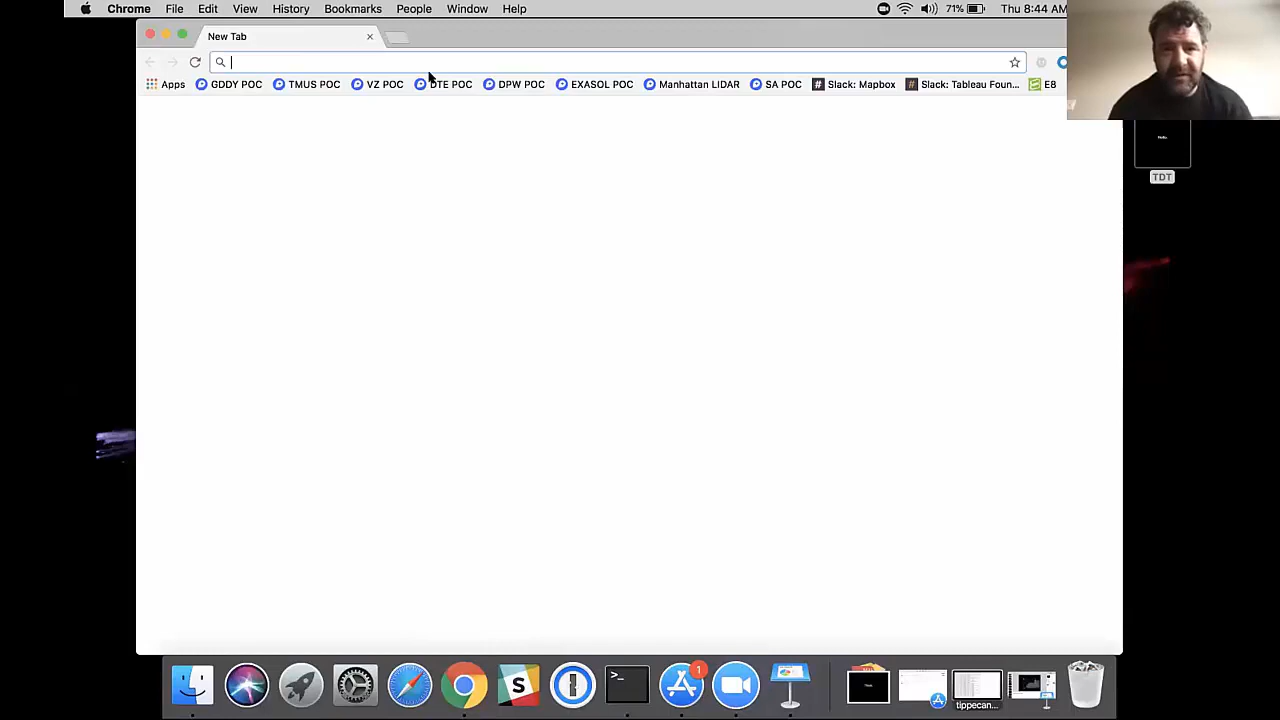 Chrome File Edit View History Bookmarks People Window Help 71% Thu 8:44 AM
New Tab
Apps GDDY POC TMUS POC VZ POC DTE POC DPW POC EXASOL POC Manhattan LIDAR SA POC Slack: Mapbox Slack: Tableau Foun... E8
TDT
1
tippecan...